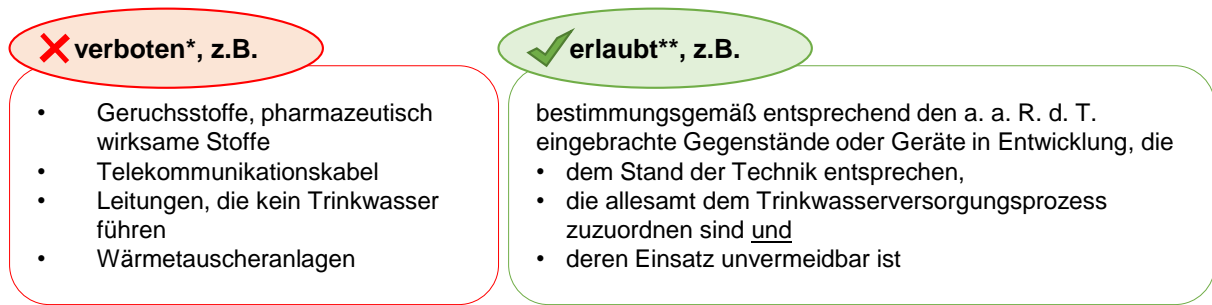 verboten*, z.B.
• Geruchsstoffe, pharmazeutisch
wirksame Stoffe
• Telekommunikationskabel
• Leitungen, die kein Trinkwasser
führen
• Wärmetauscheranlagen
erlaubt**, z.B.
bestimmungsgemäß entsprechend den a. a. R. d. T.
eingebrachte Gegenstände oder Geräte in Entwicklung, die
• dem Stand der Technik entsprechen,
• die allesamt dem Trinkwasserversorgungsprozess
zuzuordnen sind und
• deren Einsatz unvermeidbar ist